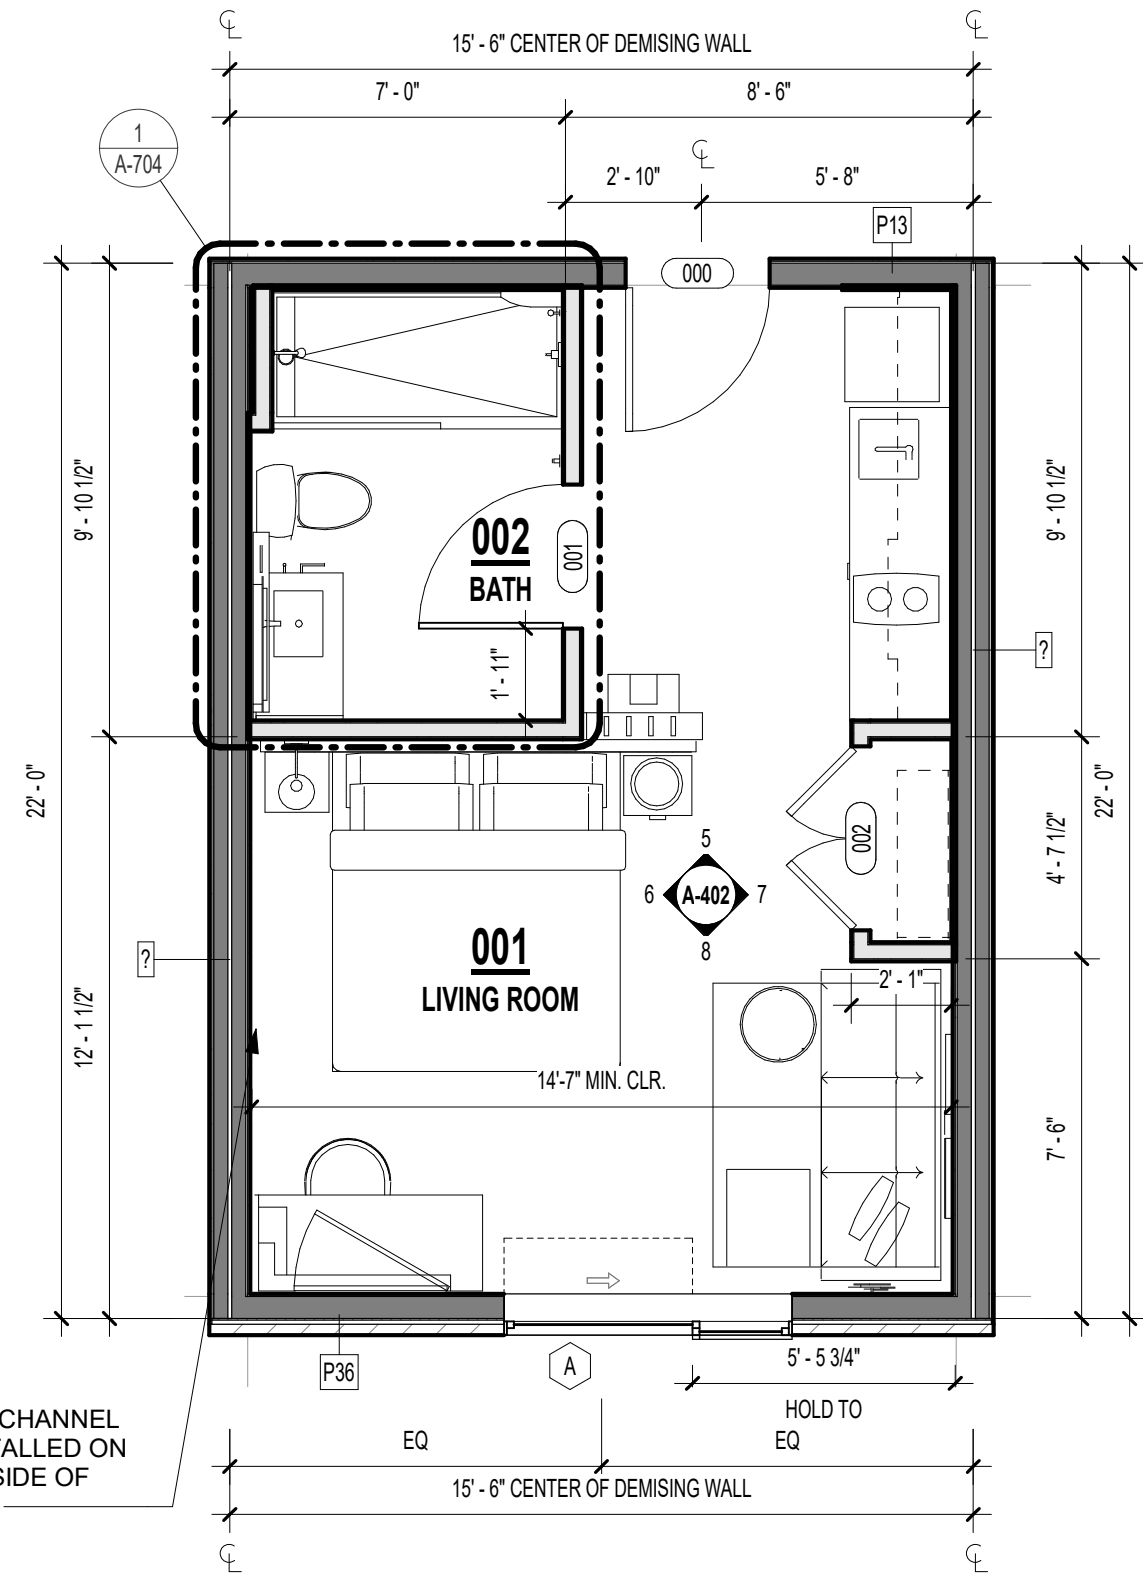 ℄ ℄
15' - 6" CENTER OF DEMISING WALL
7' - 0" 8' - 6"
1
A-704
℄
2' - 10" 5' - 8"
P13
000
9' - 10 1/2"
9' - 10 1/2"
002
BATH
001
1' - 11"
?
22' - 0"
22' - 0"
002
4' - 7 1/2"
5
6 A-402 7
8
001
LIVING ROOM
?
2' - 1"
12' - 1 1/2"
14'-7" MIN. CLR.
7' - 6"
P36
A
5' - 5 3/4"
HOLD TO
CHANNEL
ALLED ON
SIDE OF
EQ EQ
15' - 6" CENTER OF DEMISING WALL
℄ ℄